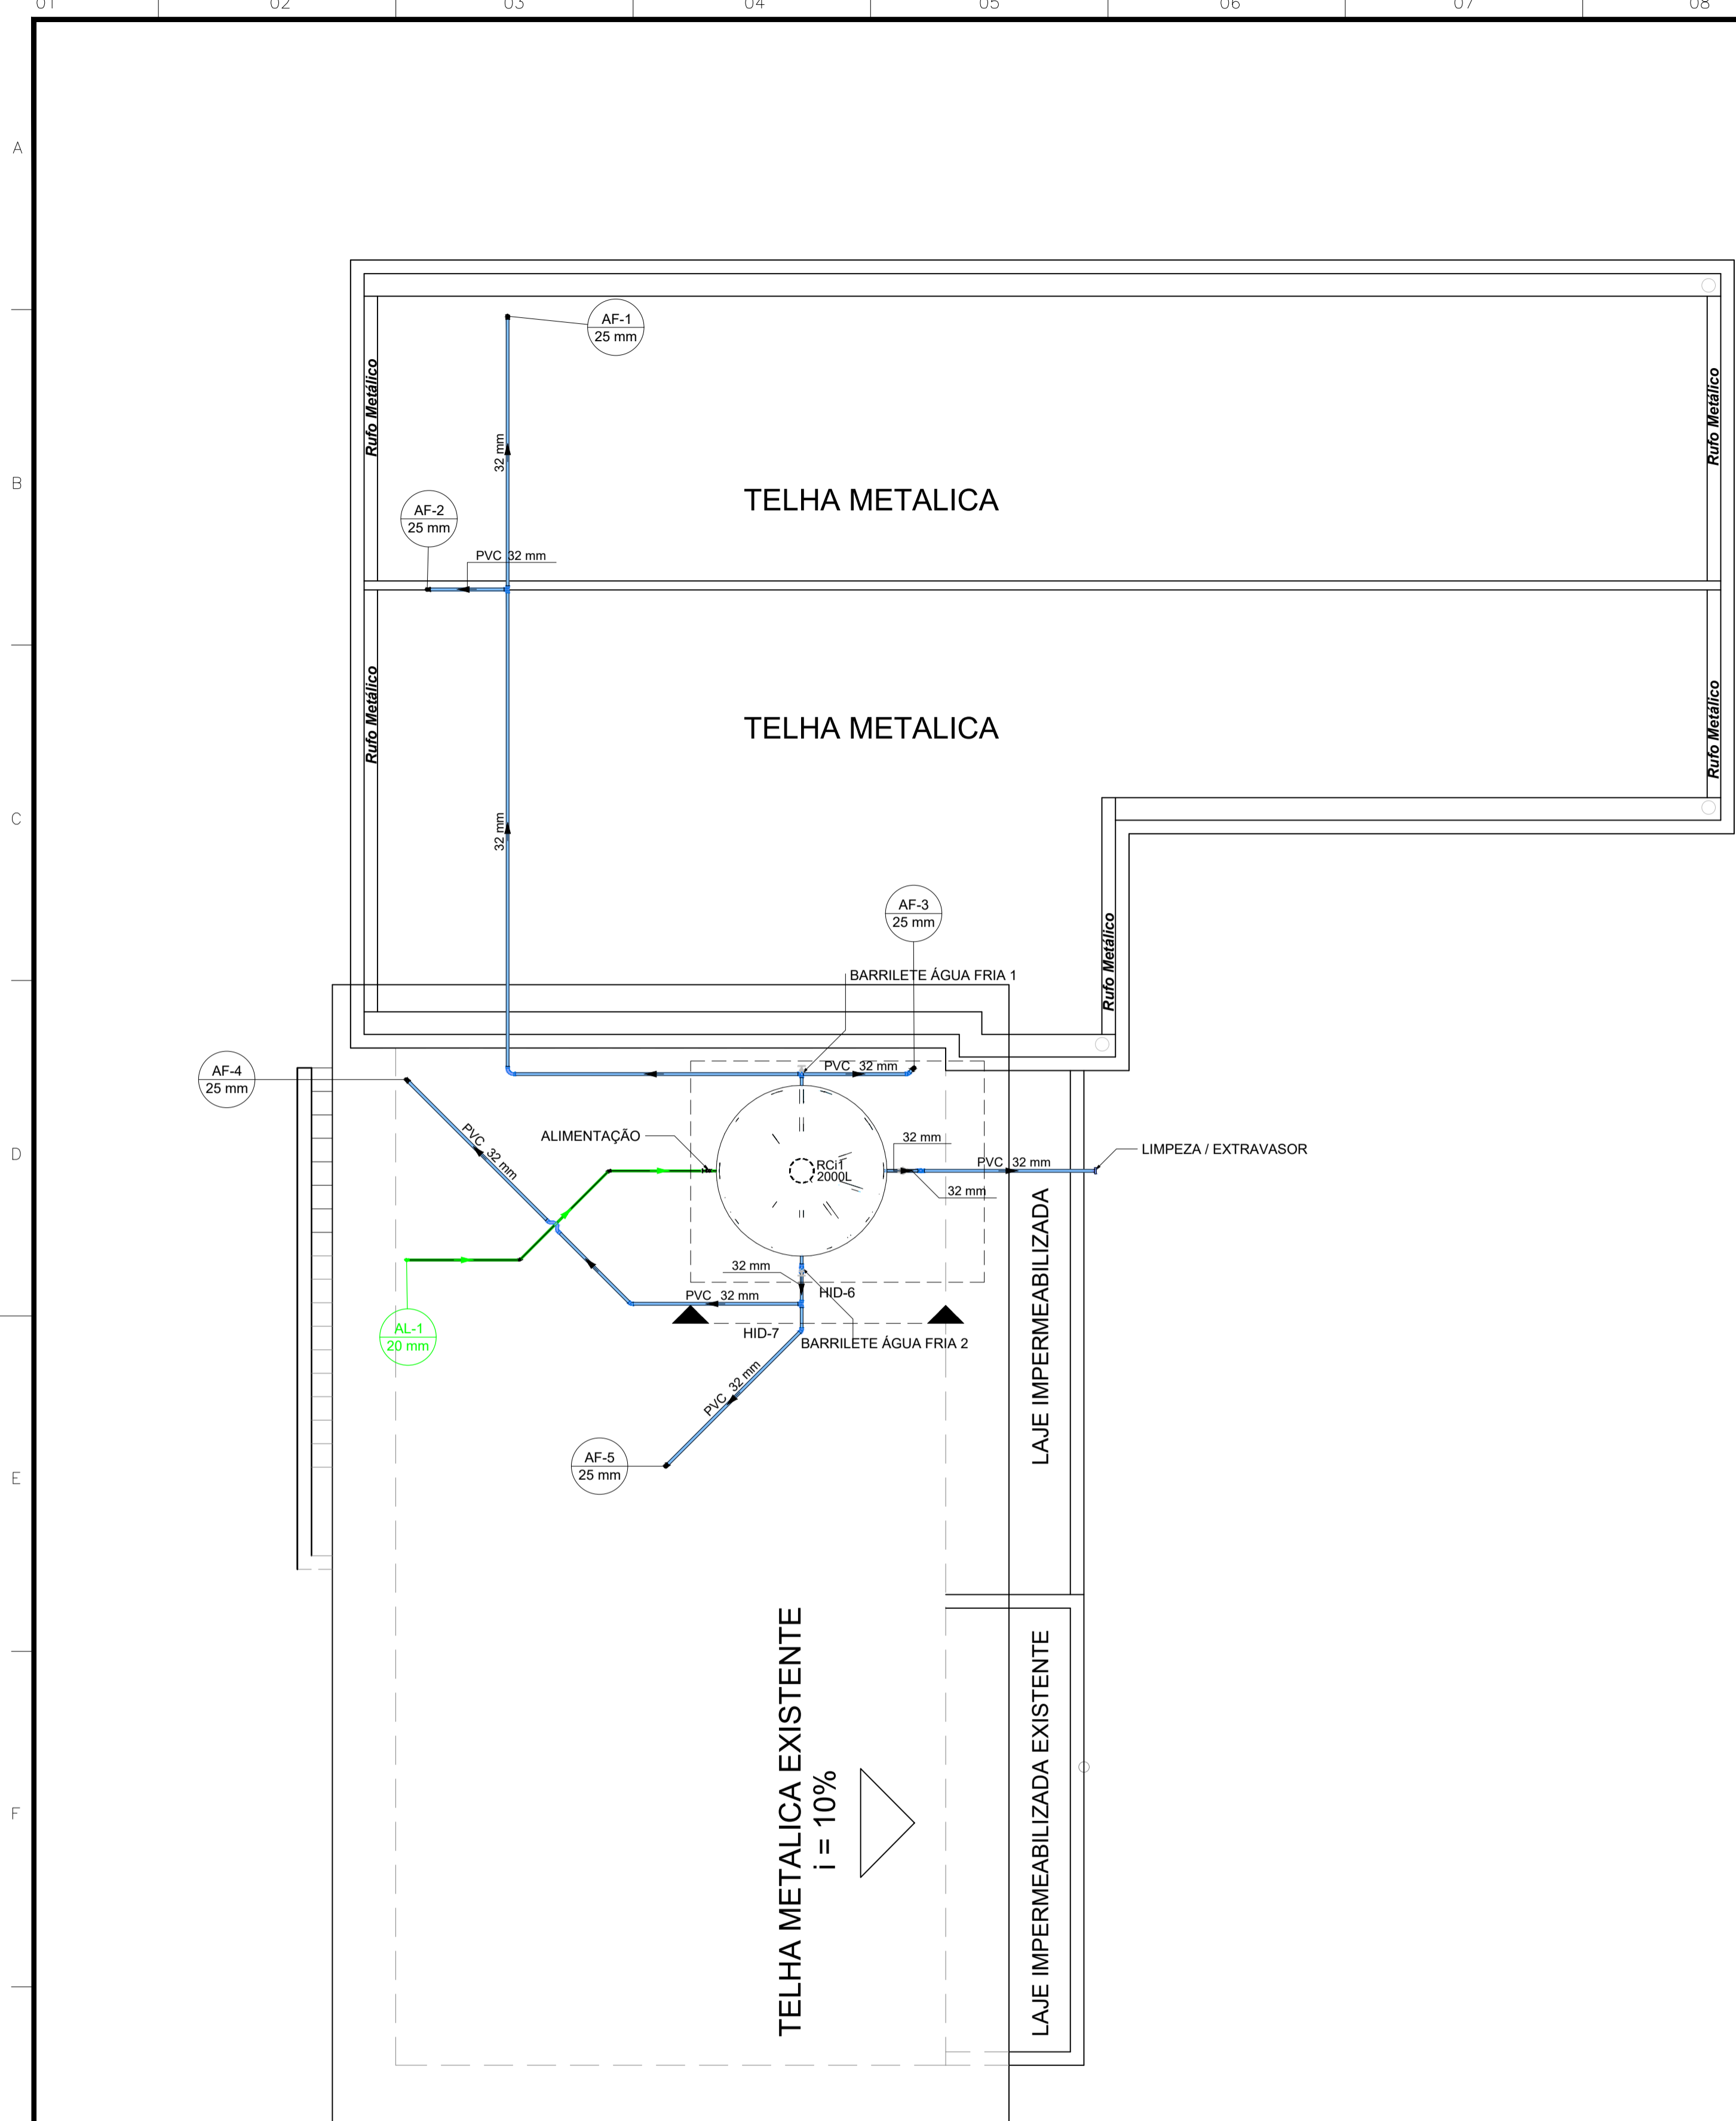 01
02
03
04
05
06
07
08
A
AF-1
25 mm
Rufo Metálico
Rufo Metálico
32 mm
B
TELHA METALICA
AF-2
25 mm
PVC 32 mm
Rufo Metálico
Rufo Metálico
TELHA METALICA
C
32 mm
AF-3
25 mm
Rufo Metálico
BARRILETE ÁGUA FRIA 1
AF-4
25 mm
PVC 32 mm
D
PVC 32 mm
ALIMENTAÇÃO
32 mm
LIMPEZA / EXTRAVASOR
RCi1
2000L
PVC 32 mm
32 mm
32 mm
HID-6
PVC 32 mm
AL-1
20 mm
HID-7
BARRILETE ÁGUA FRIA 2
LAJE IMPERMEABILIZADA
PVC 32 mm
AF-5
25 mm
E
TELHA METALICA EXISTENTE
i = 10%
LAJE IMPERMEABILIZADA EXISTENTE
F